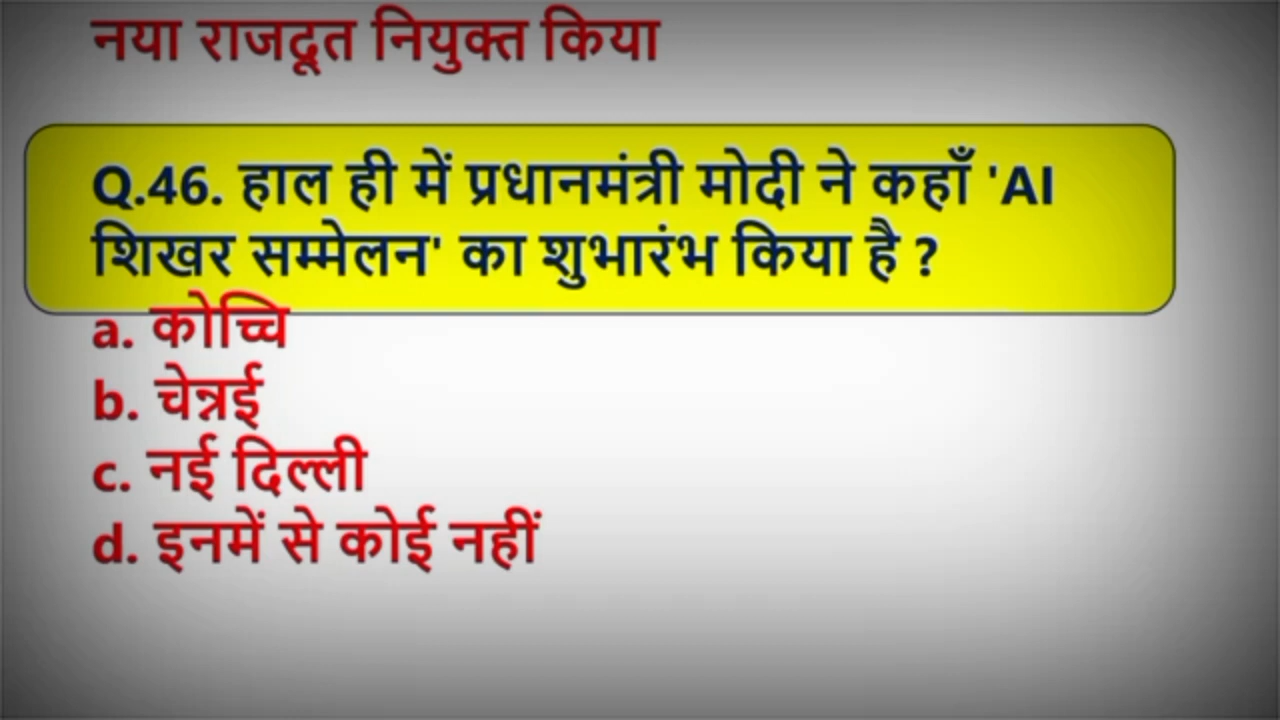 नया राजदूत नियुक्त किया
Q.46. हाल ही में प्रधानमंत्री मोदी ने कहाँ 'AI
शिखर सम्मेलन' का शुभारंभ किया है ?
a. कोच्चि
b. चेन्नई
c. नई दिल्ली
d. इनमें से कोई नहीं